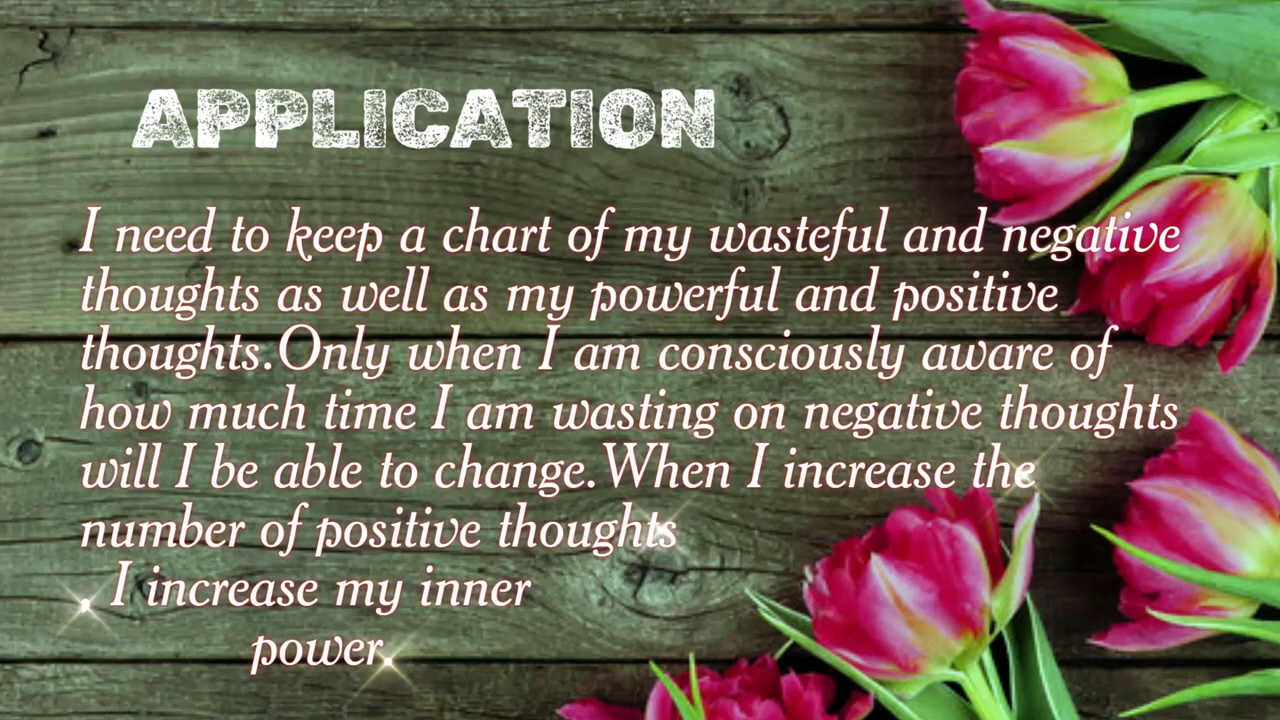 APPLICATION
I need to keep a chart of my wasteful and negative
thoughts as well as my powerful and positive
thoughts.Only when I am consciously aware of
how much time I am wasting on negative thoughts
will I be able to change.When I increase the
number of positive thoughts
I increase my inner
power.